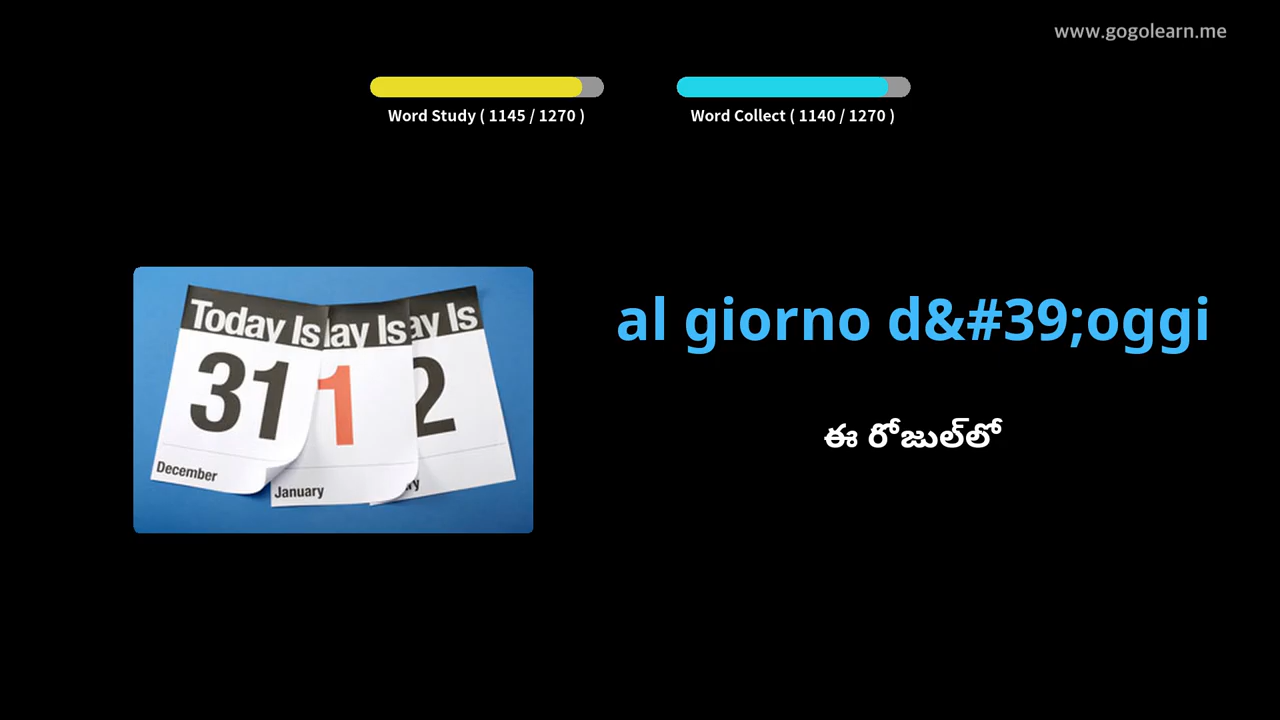 www.gogolearn.me
Word Study ( 1145 / 1270 )
Word Collect ( 1140 / 1270 )
Today Is
ay Is
ay Is
31
1
2
December
January
ry
al giorno d&#39;oggi
ఈ రోజుల్‌లో